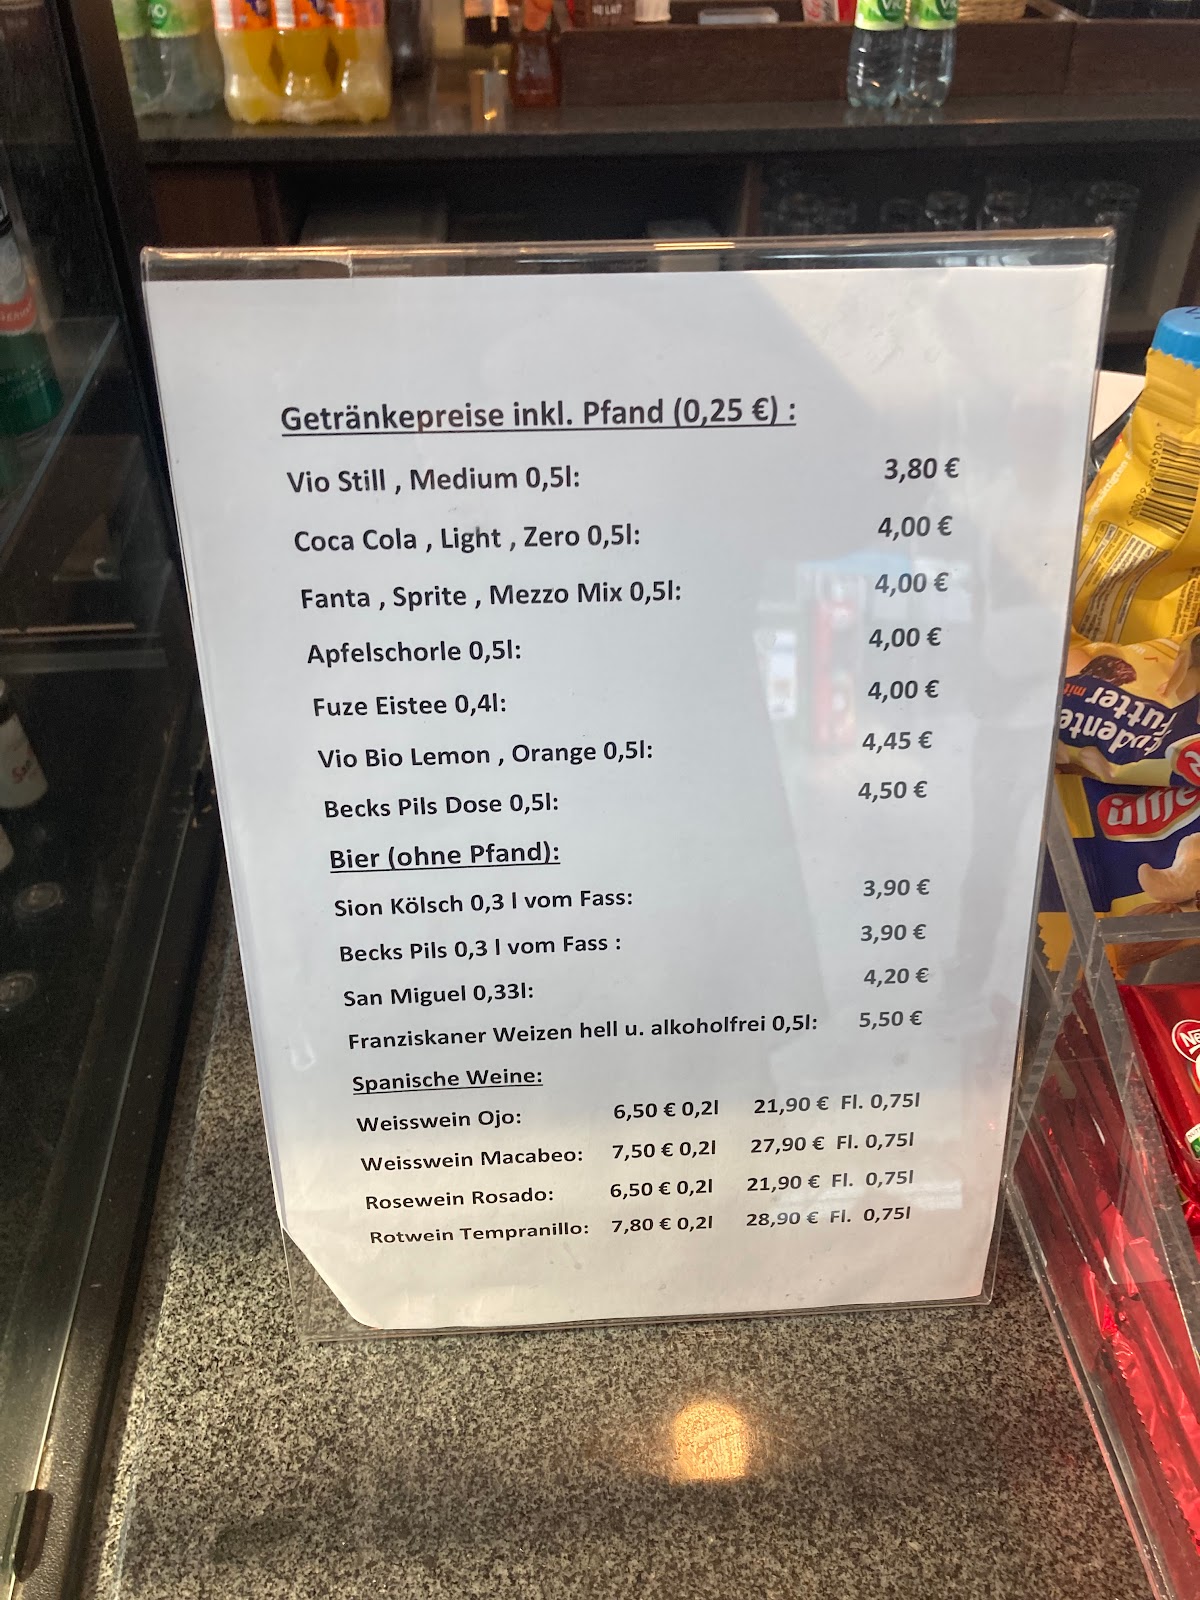 Getränkepreise inkl. Pfand (0,25 €) :
Vio Still , Medium 0,5l: 3,80 €
Coca Cola , Light , Zero 0,5l: 4,00 €
Fanta , Sprite , Mezzo Mix 0,5l: 4,00 €
Apfelschorle 0,5l: 4,00 €
Fuze Eistee 0,4l: 4,00 €
Vio Bio Lemon , Orange 0,5l: 4,45 €
Becks Pils Dose 0,5l: 4,50 €
Bier (ohne Pfand):
Sion Kölsch 0,3 l vom Fass: 3,90 €
Becks Pils 0,3 l vom Fass : 3,90 €
San Miguel 0,33l: 4,20 €
Franziskaner Weizen hell u. alkoholfrei 0,5l: 5,50 €
Spanische Weine:
Weisswein Ojo: 6,50 € 0,2l 21,90 € Fl. 0,75l
Weisswein Macabeo: 7,50 € 0,2l 27,90 € Fl. 0,75l
Rosewein Rosado: 6,50 € 0,2l 21,90 € Fl. 0,75l
Rotwein Tempranillo: 7,80 € 0,2l 28,90 € Fl. 0,75l
Futter
mit
ültje